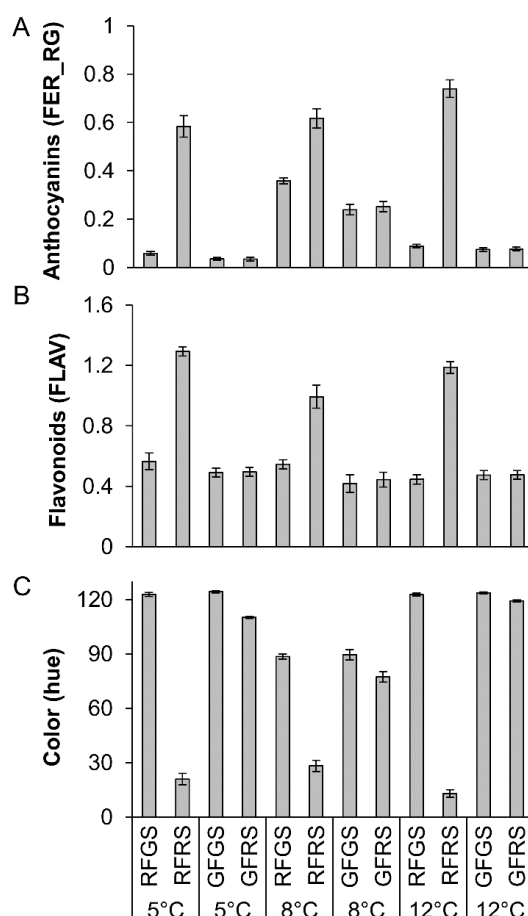 A
Anthocyanins (FER_RG)
1
0.8
0.6
0.4
0.2
0
B
Flavonoids (FLAV)
1.6
1.2
0.8
0.4
0
C
Color (hue)
120
90
60
30
0
RFGS RFRS GFGS GFRS RFGS RFRS GFGS GFRS RFGS RFRS GFGS GFRS
5°C 5°C 8°C 8°C 12°C 12°C